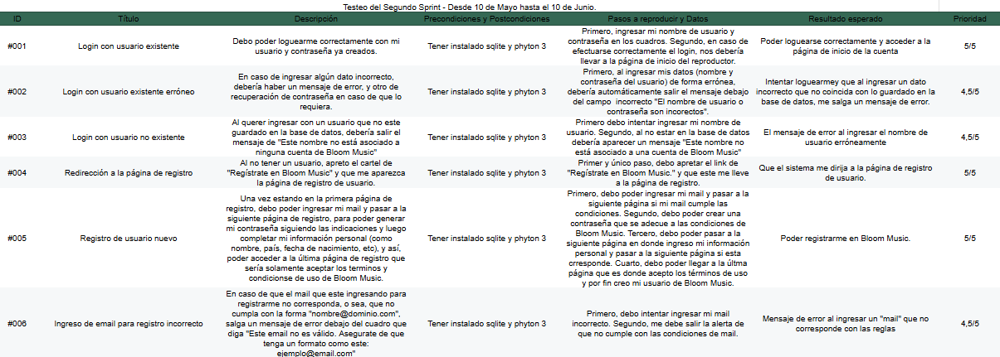 Testeo del Segundo Sprint - Desde 10 de Mayo hasta el 10 de Junio.
ID Título Descripción Precondiciones y Postcondiciones Pasos a reproducir y Datos Resultado esperado Prioridad
#001
Login con usuario existente
Debo poder loguearme correctamente con mi
usuario y contraseña ya creados.
Tener instalado sqlite y phyton 3
Primero, ingresar mi nombre de usuario y
contraseña en los cuadros. Segundo, en caso de
efectuarse correctamente el login, nos debería
llevar a la página de inicio del reproductor.
Poder loguearse correctamente y acceder a la
página de inicio de la cuenta
5/5
#002
Login con usuario existente erróneo
En caso de ingresar algún dato incorrecto,
debería haber un mensaje de error, y otro de
recuperación de contraseña en caso de que lo
requiera.
Tener instalado sqlite y phyton 3
Primero, al ingresar mis datos (nombre y
contraseña del usuario) de forma errónea,
debería automáticamente salir el mensaje debajo
del campo incorrecto "El nombre de usuario o
contraseña son incorectos".
Intentar loguearmey que al ingresar un dato
incorrecto que no coincida con lo guardado en la
base de datos, me salga un mensaje de error.
4,5/5
#003
Login con usuario no existente
Al querer ingresar con un usuario que no este
guardado en la base de datos, debería salir el
mensaje de "Este nombre no está asociado a
ninguna cuenta de Bloom Music"
Tener instalado sqlite y phyton 3
Primero debo intentar ingresar mi nombre de
usuario. Segundo, al no estar en la base de datos
debería aparecer un mensaje "Este nombre
no está asociado a una cuenta de Bloom Music"
El mensaje de error al ingresar el nombre de
usuario erróneamente
4,5/5
#004
Redirección a la página de registro
Al no tener un usuario, apreto el cartel de
"Regístrate en Bloom Music" y que me aparezca
la página de registro de usuario.
Tener instalado sqlite y phyton 3
Primer y único paso, debo apretar el link de
"Regístrate en Bloom Music." y que este me lleve
a la página de registro.
Que el sistema me dirija a la página de registro
de usuario.
5/5
#005
Registro de usuario nuevo
Una vez estando en la primera página de
registro, debo poder ingresar mi mail y pasar a la
siguiente página de registro, para poder generar
mi contraseña siguiendo las indicaciones y luego
completar mi información personal (como
nombre, país, fecha de nacimiento, etc), y así,
poder acceder a la última página de registro que
sería solamente aceptar los terminos y
condicionse de uso de Bloom Music.
Tener instalado sqlite y phyton 3
Primero, debo poder ingresar mi mail y pasar a la
siguiente página si mi mail cumple las
condiciones. Segundo, debo poder crear una
contraseña que se adecue a las condiciones de
Bloom Music. Tercero, debo poder pasar a la
siguiente página en donde ingreso mi información
personal y pasar a la siguiente página si esta
crresponde. Cuarto, debo poder llegar a la últma
página que es donde acepto los términos de uso
y por fin creo mi usuario de Bloom Music.
Poder registrarme en Bloom Music.
5/5
#006
Ingreso de email para registro incorrecto
En caso de que el mail que este ingresando para
registrarme no corresponda, o sea, que no
cumpla con la forma "nombre@dominio.com",
salga un mensaje de error debajo del cuadro que
diga "Este email no es válido. Asegurate de que
tenga un formato como este:
ejemplo@email.com"
Tener instalado sqlite y phyton 3
Primero, debo intentar ingresar mi mail
incorrecto. Segundo, me debe salir la alerta de
que no cumple con las condiciones de mail.
Mensaje de error al ingresar un "mail" que no
corresponde con las reglas
4,5/5